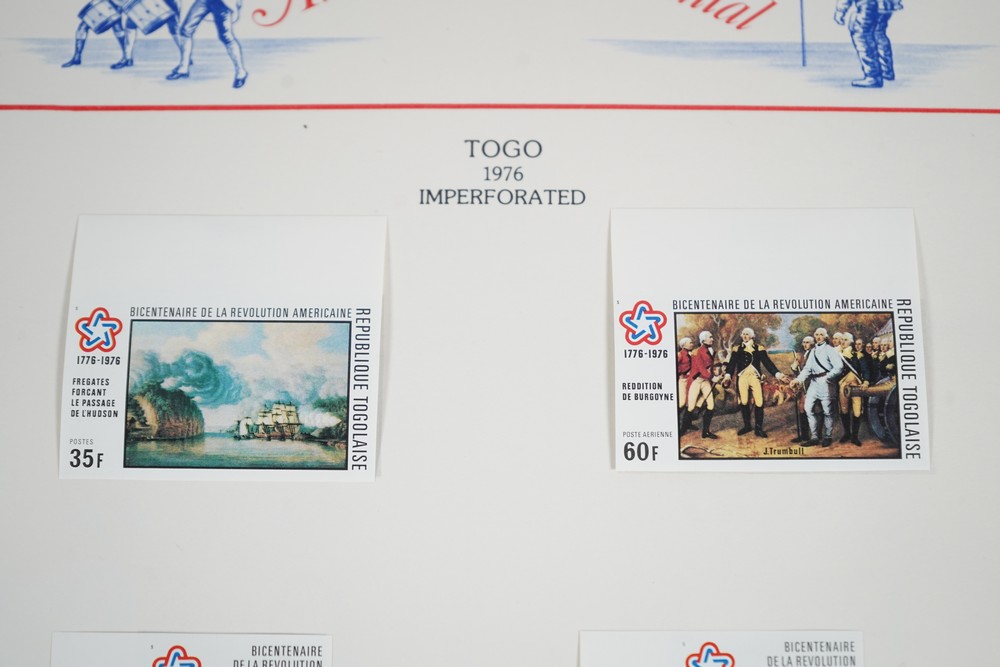 TOGO
1976
IMPERFORATED
BICENTENAIRE DE LA REVOLUTION AMERICAINE
REPUBLIQUE TOGOLAISE
1776-1976
FREGATES
FORCANT
LE PASSAGE
DE L'HUDSON
POSTES
35F
BICENTENAIRE DE LA REVOLUTION AMERICAINE
REPUBLIQUE TOGOLAISE
1776-1976
REDDITION
DE BURGOYNE
POSTE AERIENNE
60F
J.Trumbull
BICENTENAIRE
DE LA REVOLUTION
BICENTENAIRE
DE LA REVOLUTION